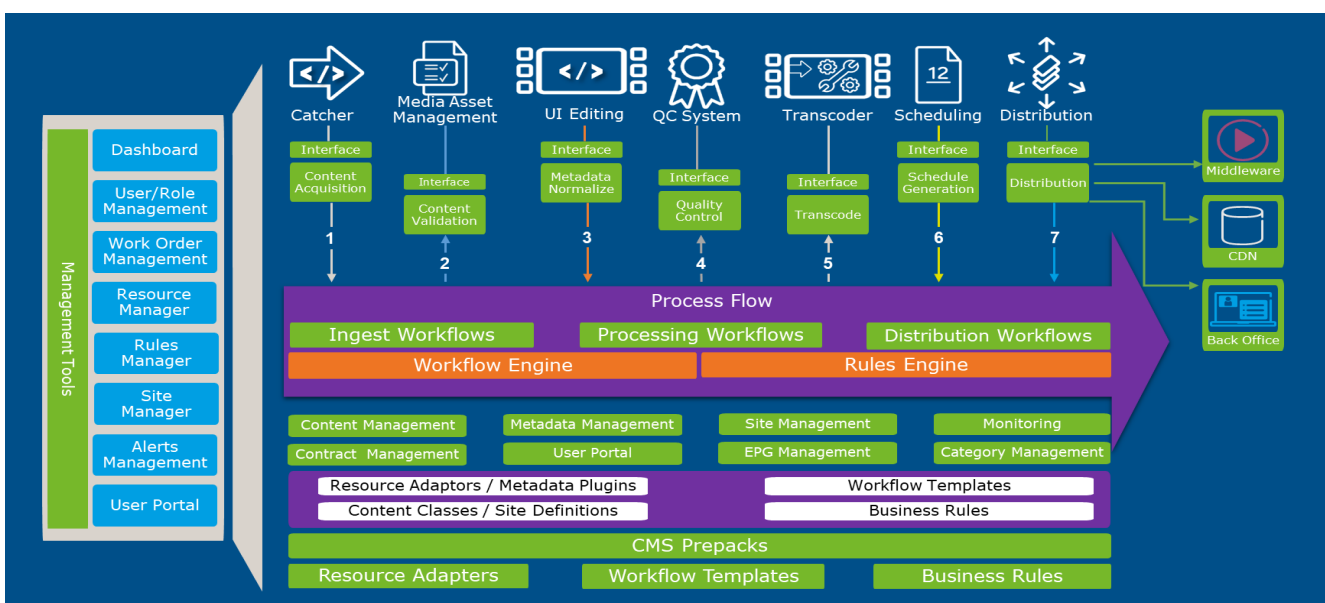 Management Tools
Dashboard
User/Role
Management
Work Order
Management
Resource
Manager
Rules
Manager
Site
Manager
Alerts
Management
User Portal
</>
Catcher
Interface
Content
Acquisition
1
Media Asset
Management
Interface
Content
Validation
2
</>
UI Editing
Interface
Metadata
Normalize
3
QC System
Interface
Quality
Control
4
Transcoder
Interface
Transcode
5
12
Scheduling
Interface
Schedule
Generation
6
Distribution
Interface
Distribution
7
Middleware
CDN
Back Office
Process Flow
Ingest Workflows
Processing Workflows
Distribution Workflows
Workflow Engine
Rules Engine
Content Management
Metadata Management
Site Management
Monitoring
Contract Management
User Portal
EPG Management
Category Management
Resource Adaptors / Metadata Plugins
Workflow Templates
Content Classes / Site Definitions
Business Rules
CMS Prepacks
Resource Adapters
Workflow Templates
Business Rules